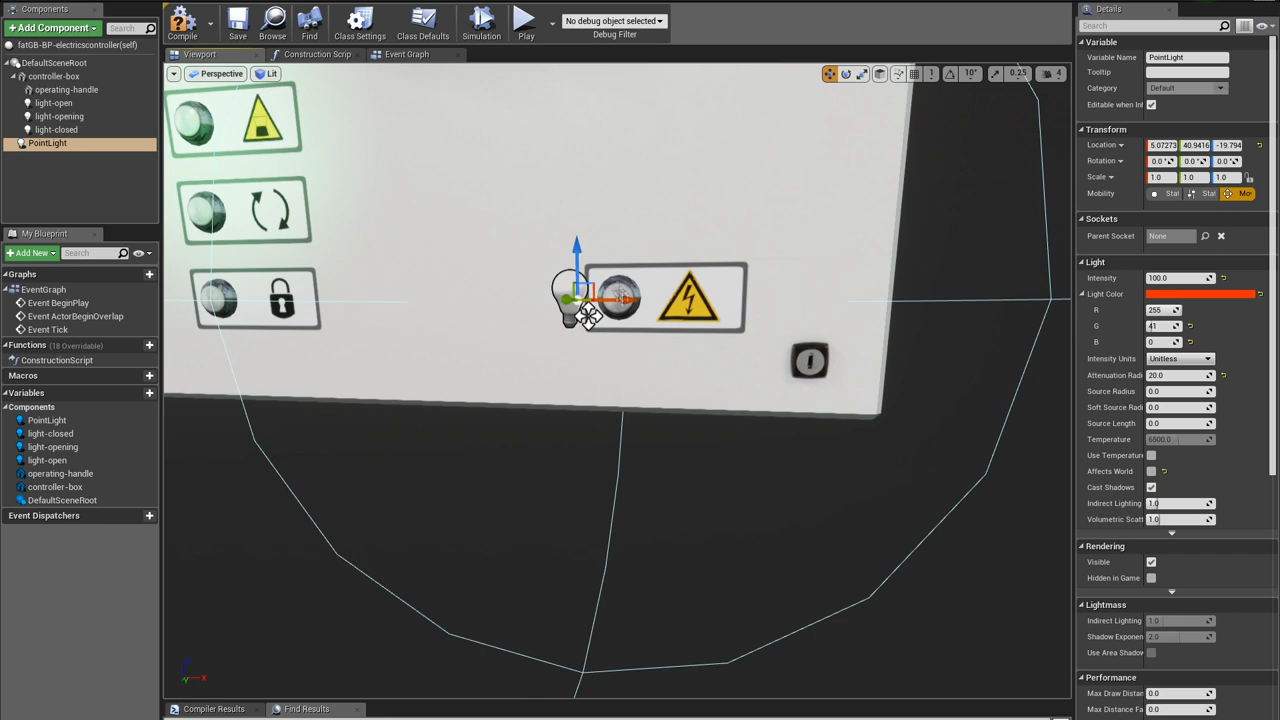 Components
+ Add Component
Search
fatGB-BP-electriscontroller(self)
DefaultSceneRoot
controller-box
operating-handle
light-open
light-opening
light-closed
PointLight
My Blueprint
+ Add New
Search
Graphs
EventGraph
Event BeginPlay
Event ActorBeginOverlap
Event Tick
Functions (18 Overridable)
ConstructionScript
Macros
Variables
Components
PointLight
light-closed
light-opening
light-open
operating-handle
controller-box
DefaultSceneRoot
Event Dispatchers
Compile
Save
Browse
Find
Class Settings
Class Defaults
Simulation
Play
No debug object selected
Debug Filter
Viewport
Construction Scrip
Event Graph
Perspective
Lit
1
10°
0.25
4
X
Compiler Results
Find Results
Details
Search
Variable
Variable Name PointLight
Tooltip
Category Default
Editable when Inl
Transform
Location 5.07273 40.9416 -19.794
Rotation 0.0 ° 0.0 ° 0.0 °
Scale 1.0 1.0 1.0
Mobility Stat Stat Mo
Sockets
Parent Socket None
Light
Intensity 100.0
Light Color
R 255
G 41
B 0
Intensity Units Unitless
Attenuation Radi 20.0
Source Radius 0.0
Soft Source Radi 0.0
Source Length 0.0
Temperature 6500.0
Use Temperature
Affects World
Cast Shadows
Indirect Lighting 1.0
Volumetric Scatt 1.0
Rendering
Visible
Hidden in Game
Lightmass
Indirect Lighting 1.0
Shadow Exponen 2.0
Use Area Shadow
Performance
Max Draw Distan 0.0
Max Distance Fa 0.0